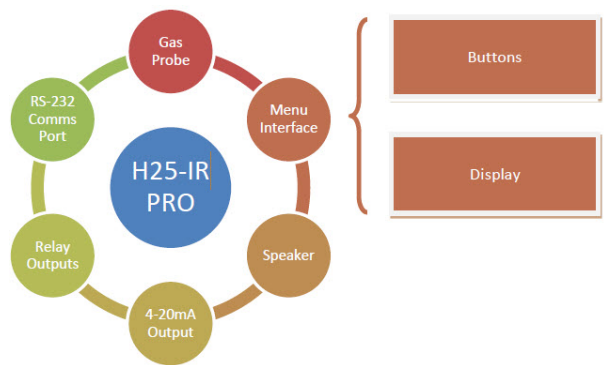 Gas
Probe
Menu
Interface
Speaker
4-20mA
Output
Relay
Outputs
RS-232
Comms
Port
H25-IR
PRO
Buttons
Display